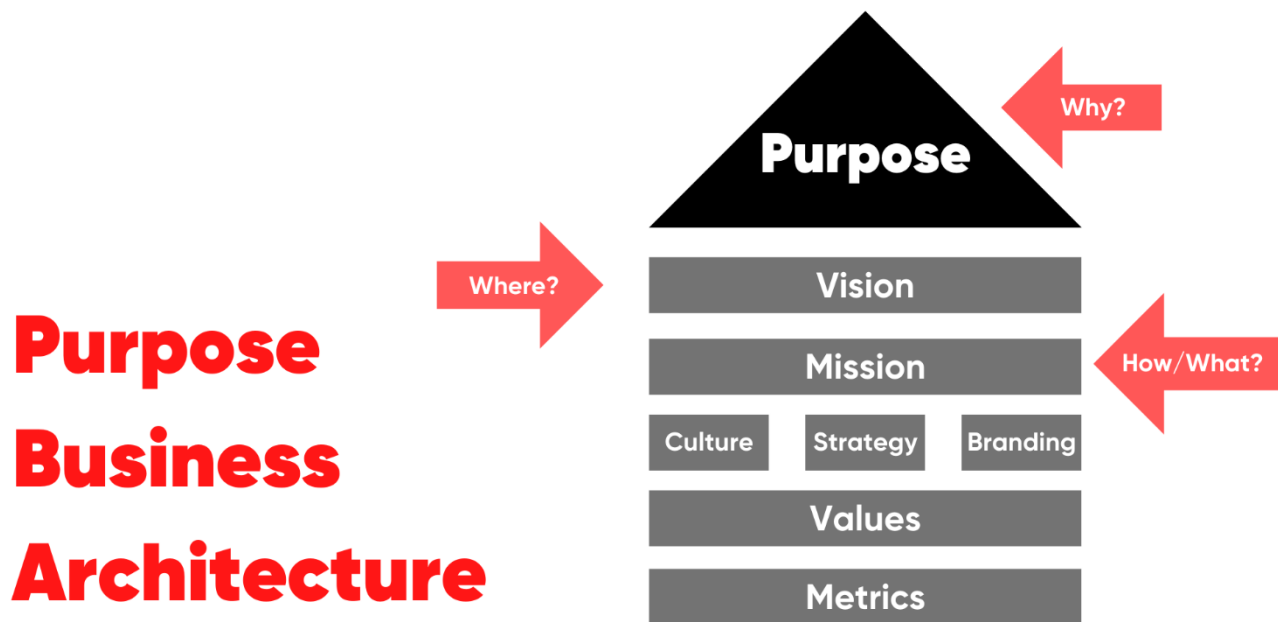 Purpose
Business
Architecture
Purpose
Why?
Where?
Vision
Mission
How/What?
Culture
Strategy
Branding
Values
Metrics